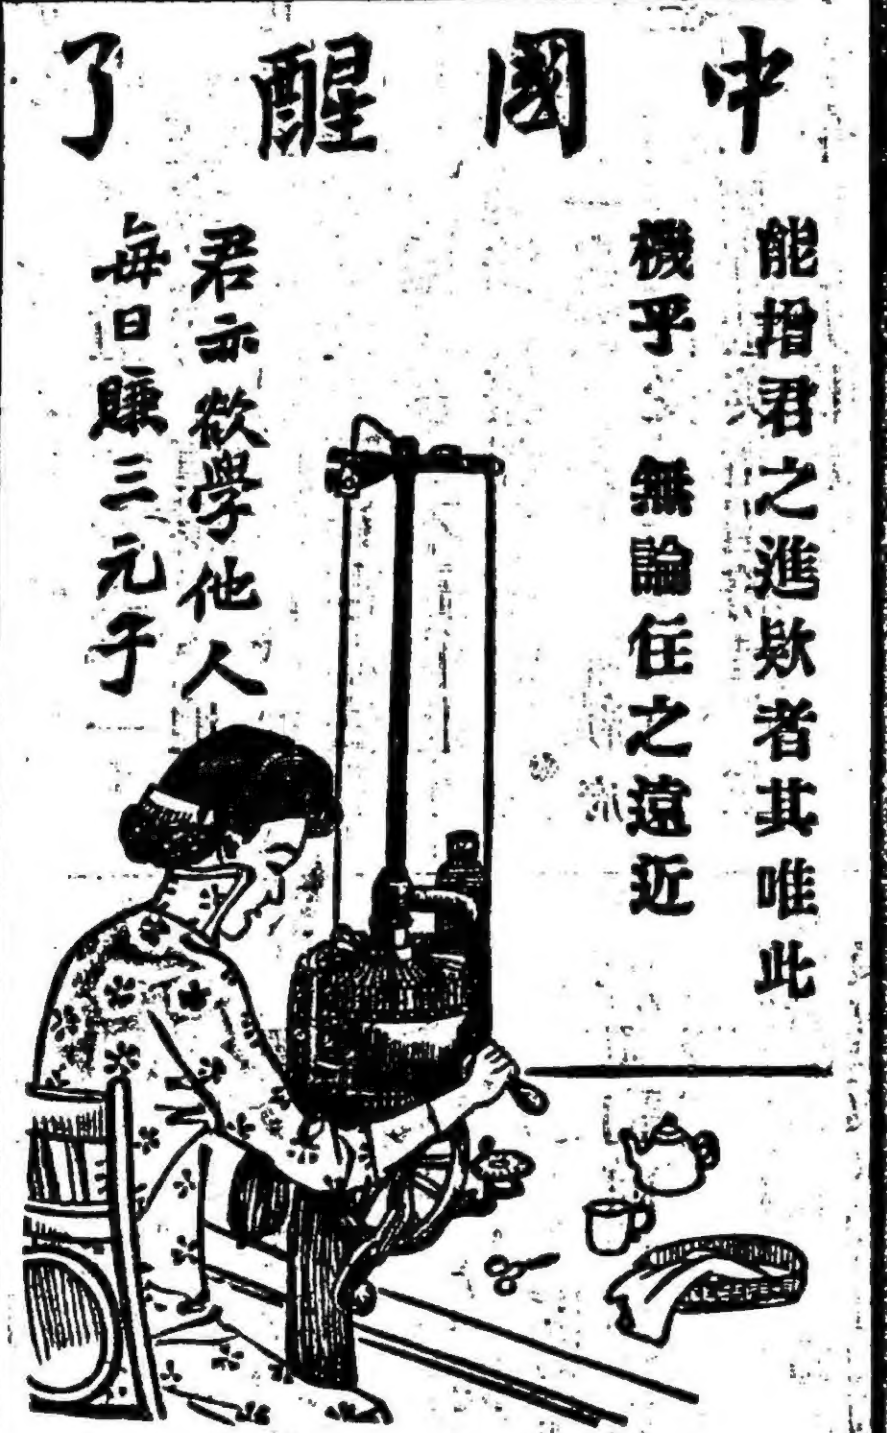 中國醒了
能增君之進欵者其唯此
機乎 無論住之遠近
君亦欲學他人
每日賺三元乎